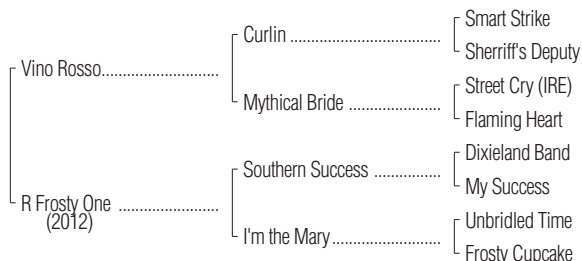 Smart Strike
Curlin ........................................
Sherriff's Deputy
Vino Rosso...............................
Street Cry (IRE)
Mythical Bride ........................
Flaming Heart
Dixieland Band
Southern Success .................
My Success
R Frosty One ..........................
(2012)
Unbridled Time
I'm the Mary............................
Frosty Cupcake